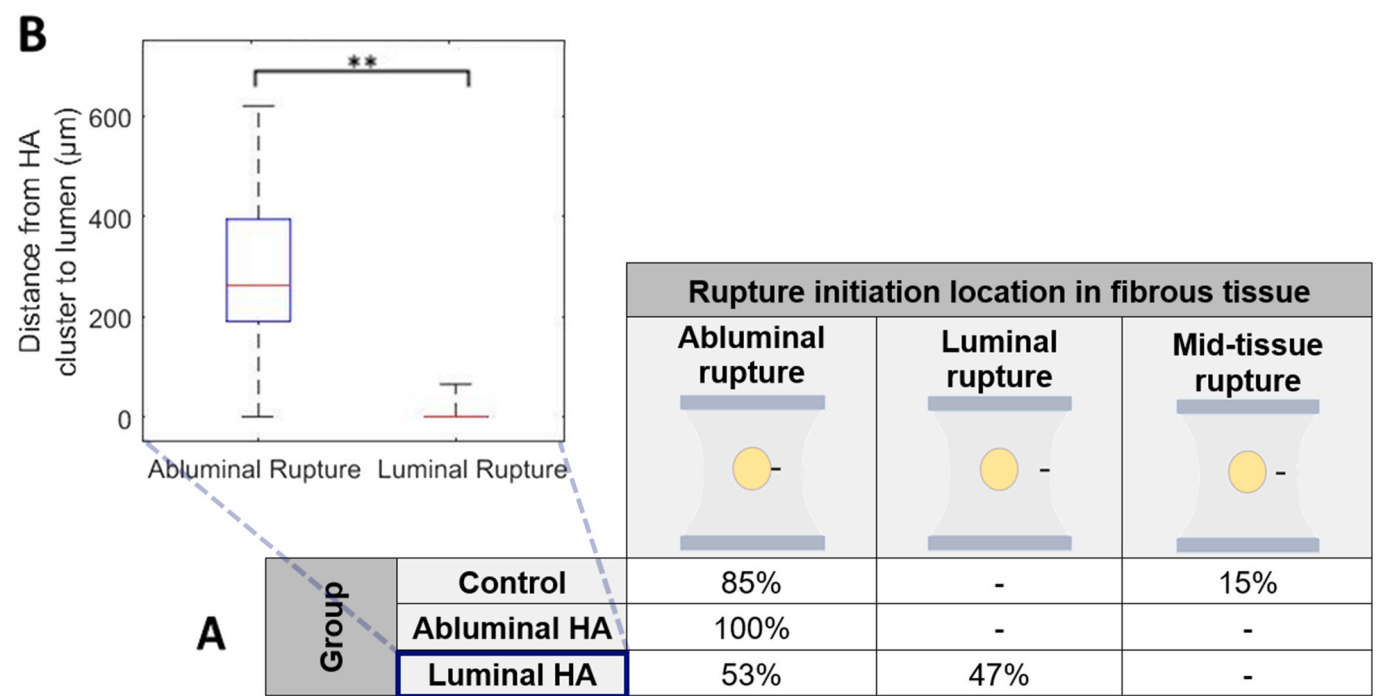 B
**
Distance from HA
cluster to lumen (µm)
600
400
200
0
Abluminal Rupture Luminal Rupture
Rupture initiation location in fibrous tissue
Abluminal
rupture
Luminal
rupture
Mid-tissue
rupture
A
Group
Control 85% - 15%
Abluminal HA 100% - -
Luminal HA 53% 47% -